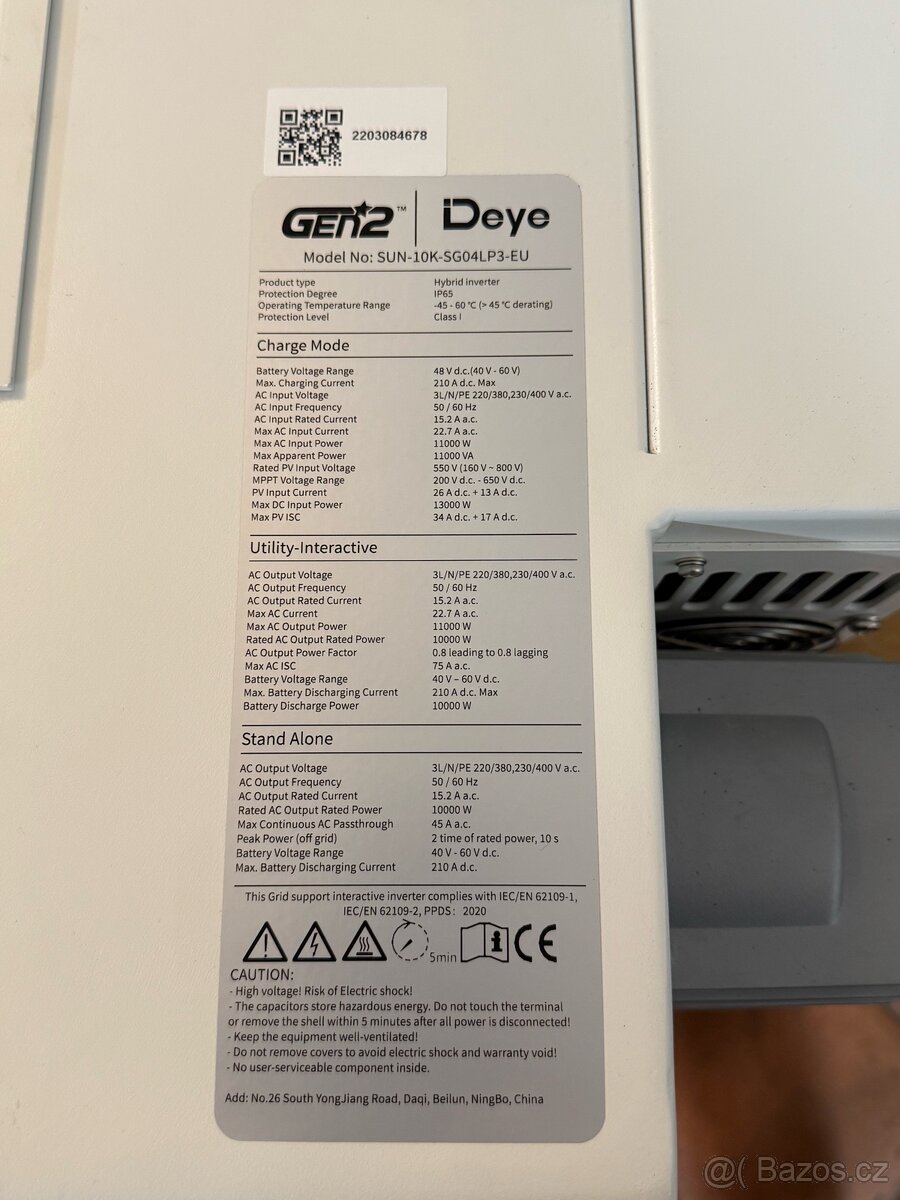 2203084678
GEN2™ Deye
Model No: SUN-10K-SG04LP3-EU
Product type Hybrid inverter
Protection Degree IP65
Operating Temperature Range -45 - 60 ℃ (> 45 ℃ derating)
Protection Level Class I
Charge Mode
Battery Voltage Range 48 V d.c.(40 V - 60 V)
Max. Charging Current 210 A d.c. Max
AC Input Voltage 3L/N/PE 220/380,230/400 V a.c.
AC Input Frequency 50 / 60 Hz
AC Input Rated Current 15.2 A a.c.
Max AC Input Current 22.7 A a.c.
Max AC Input Power 11000 W
Max Apparent Power 11000 VA
Rated PV Input Voltage 550 V (160 V ~ 800 V)
MPPT Voltage Range 200 V d.c. - 650 V d.c.
PV Input Current 26 A d.c. + 13 A d.c.
Max DC Input Power 13000 W
Max PV ISC 34 A d.c. + 17 A d.c.
Utility-Interactive
AC Output Voltage 3L/N/PE 220/380,230/400 V a.c.
AC Output Frequency 50 / 60 Hz
AC Output Rated Current 15.2 A a.c.
Max AC Current 22.7 A a.c.
Max AC Output Power 11000 W
Rated AC Output Rated Power 10000 W
AC Output Power Factor 0.8 leading to 0.8 lagging
Max AC ISC 75 A a.c.
Battery Voltage Range 40 V – 60 V d.c.
Max. Battery Discharging Current 210 A d.c. Max
Battery Discharge Power 10000 W
Stand Alone
AC Output Voltage 3L/N/PE 220/380,230/400 V a.c.
AC Output Frequency 50 / 60 Hz
AC Output Rated Current 15.2 A a.c.
Rated AC Output Rated Power 10000 W
Max Continuous AC Passthrough 45 A a.c.
Peak Power (off grid) 2 time of rated power, 10 s
Battery Voltage Range 40 V - 60 V d.c.
Max. Battery Discharging Current 210 A d.c.
This Grid support interactive inverter complies with IEC/EN 62109-1,
IEC/EN 62109-2, PPDS: 2020
5min CE
CAUTION:
- High voltage! Risk of Electric shock!
- The capacitors store hazardous energy. Do not touch the terminal
or remove the shell within 5 minutes after all power is disconnected!
- Keep the equipment well-ventilated!
- Do not remove covers to avoid electric shock and warranty void!
- No user-serviceable component inside.
Add: No.26 South YongJiang Road, Daqi, Beilun, NingBo, China
@( Bazos.cz